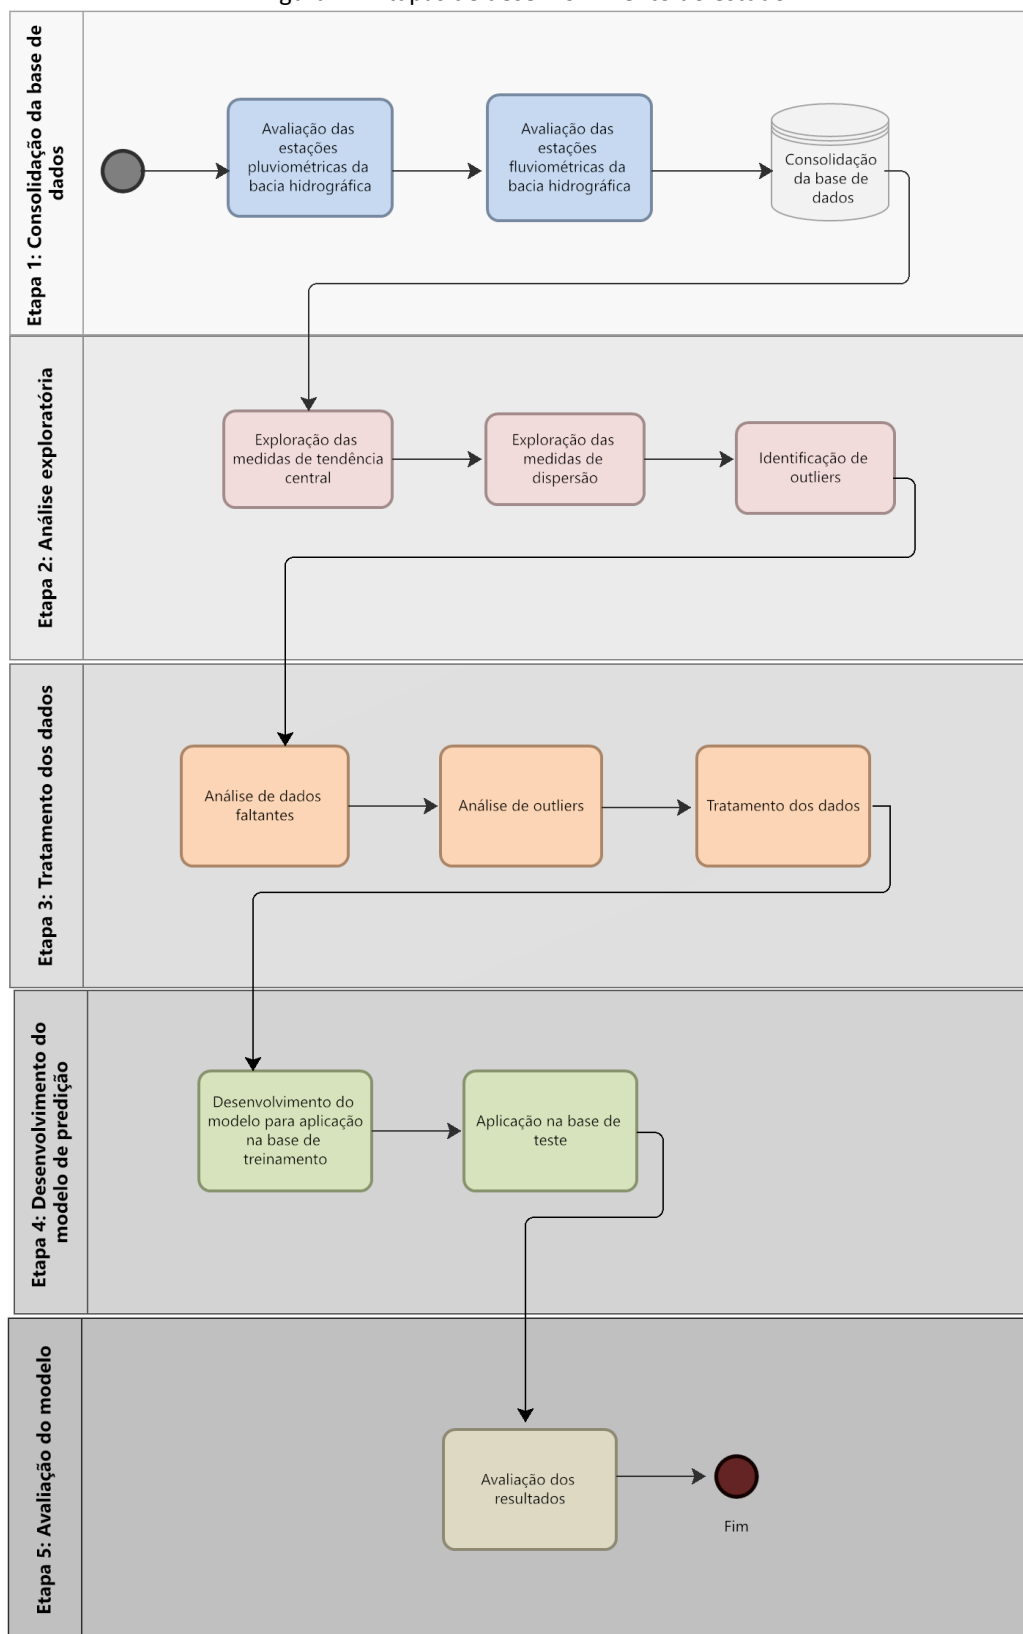 Etapa 1: Consolidação da base de
dados
Avaliação das
estações
pluviométricas da
bacia hidrográfica
Avaliação das
estações
fluviométricas da
bacia hidrográfica
Consolidação
da base de
dados
Etapa 2: Análise exploratória
Exploração das
medidas de tendência
central
Exploração das
medidas de
dispersão
Identificação de
outliers
Etapa 3: Tratamento dos dados
Análise de dados
faltantes
Análise de outliers
Tratamento dos dados
Etapa 4: Desenvolvimento do
modelo de predição
Desenvolvimento do
modelo para aplicação
na base de
treinamento
Aplicação na base de
teste
Etapa 5: Avaliação do modelo
Avaliação dos
resultados
Fim